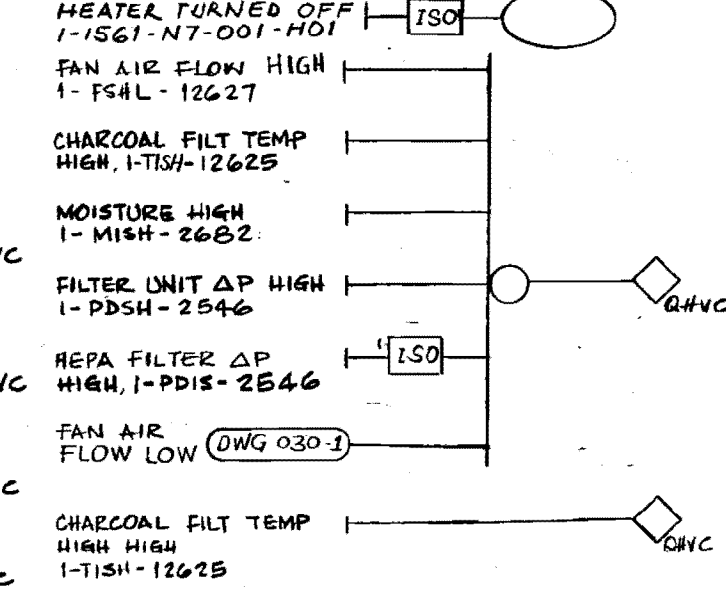 HEATER TURNED OFF
1-1561-N7-001-H01
ISO
FAN AIR FLOW HIGH
1-FSHL-12627
CHARCOAL FILT TEMP
HIGH, 1-TISH-12625
MOISTURE HIGH
1-MISH-2682
VC
FILTER UNIT ΔP HIGH
1-PDSH-2546
QHVC
HEPA FILTER ΔP
ISO
VC
HIGH, 1-PDIS-2546
FAN AIR
FLOW LOW
DWG 030-1
C
CHARCOAL FILT TEMP
HIGH HIGH
1-TISH-12625
QHVC
C